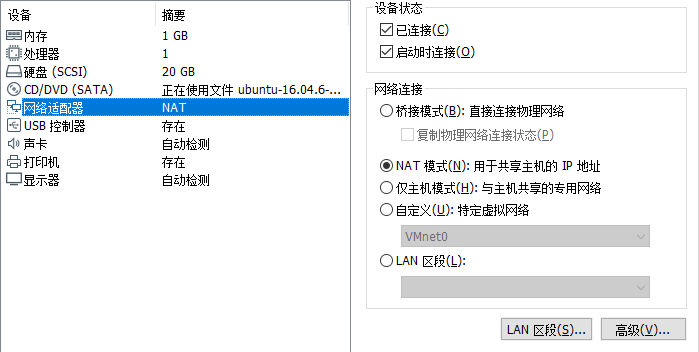 设备 摘要
内存 1 GB
处理器 1
硬盘 (SCSI) 20 GB
CD/DVD (SATA) 正在使用文件 ubuntu-16.04.6-...
网络适配器 NAT
USB 控制器 存在
声卡 自动检测
打印机 存在
显示器 自动检测
设备状态
已连接(C)
启动时连接(O)
网络连接
桥接模式(B): 直接连接物理网络
复制物理网络连接状态(P)
NAT 模式(N): 用于共享主机的 IP 地址
仅主机模式(H): 与主机共享的专用网络
自定义(U): 特定虚拟网络
VMnet0
LAN 区段(L):
LAN 区段(S)... 高级(V)...